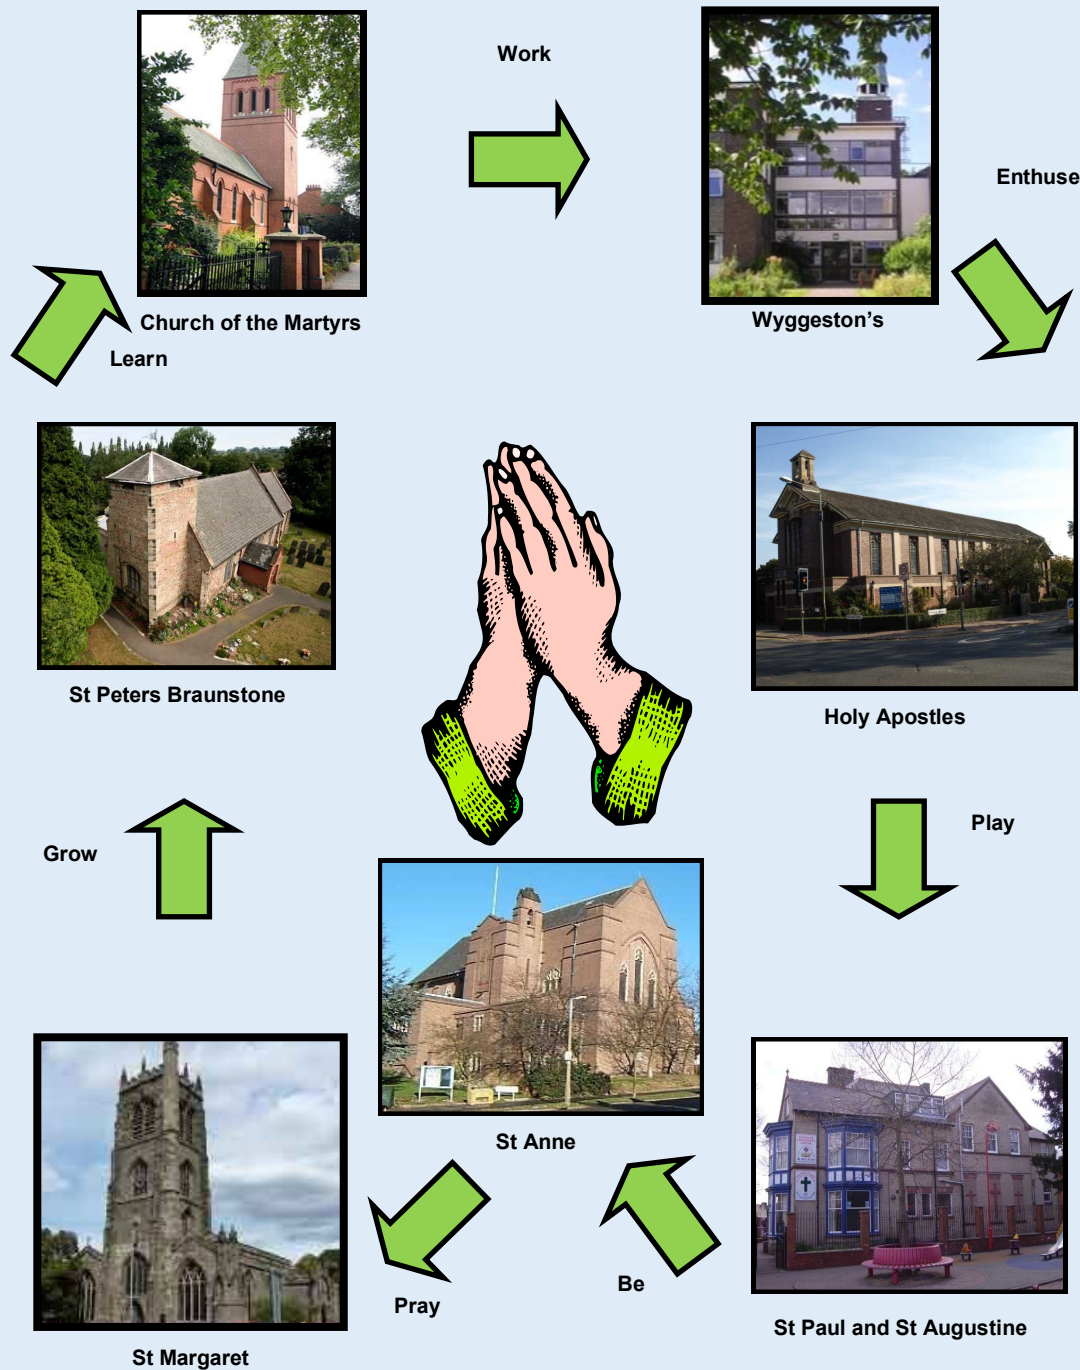 Work
Enthuse
Church of the Martyrs
Wyggeston's
Learn
St Peters Braunstone
Holy Apostles
Grow
Play
St Anne
Pray
Be
St Paul and St Augustine
St Margaret